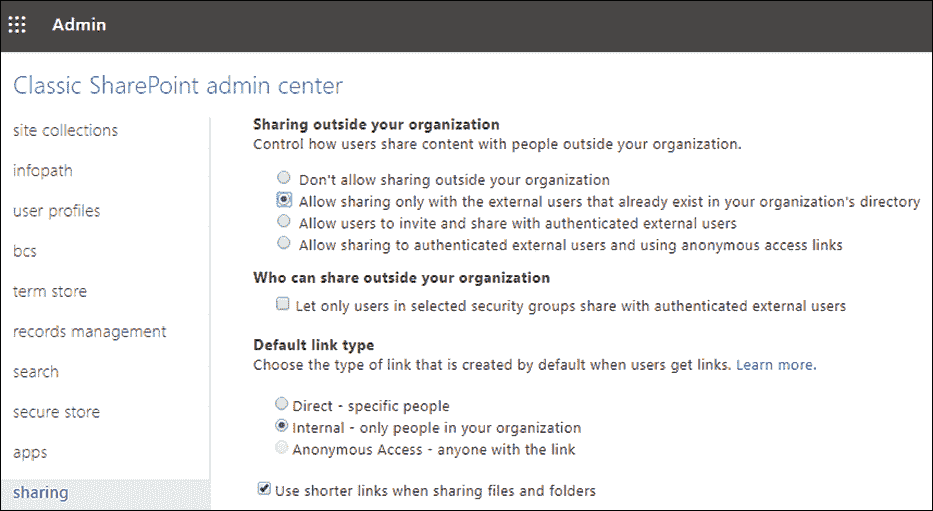 Admin
Classic SharePoint admin center
site collections
infopath
user profiles
bcs
term store
records management
search
secure store
apps
sharing
Sharing outside your organization
Control how users share content with people outside your organization.
Don't allow sharing outside your organization
Allow sharing only with the external users that already exist in your organization's directory
Allow users to invite and share with authenticated external users
Allow sharing to authenticated external users and using anonymous access links
Who can share outside your organization
Let only users in selected security groups share with authenticated external users
Default link type
Choose the type of link that is created by default when users get links. Learn more.
Direct - specific people
Internal - only people in your organization
Anonymous Access - anyone with the link
Use shorter links when sharing files and folders